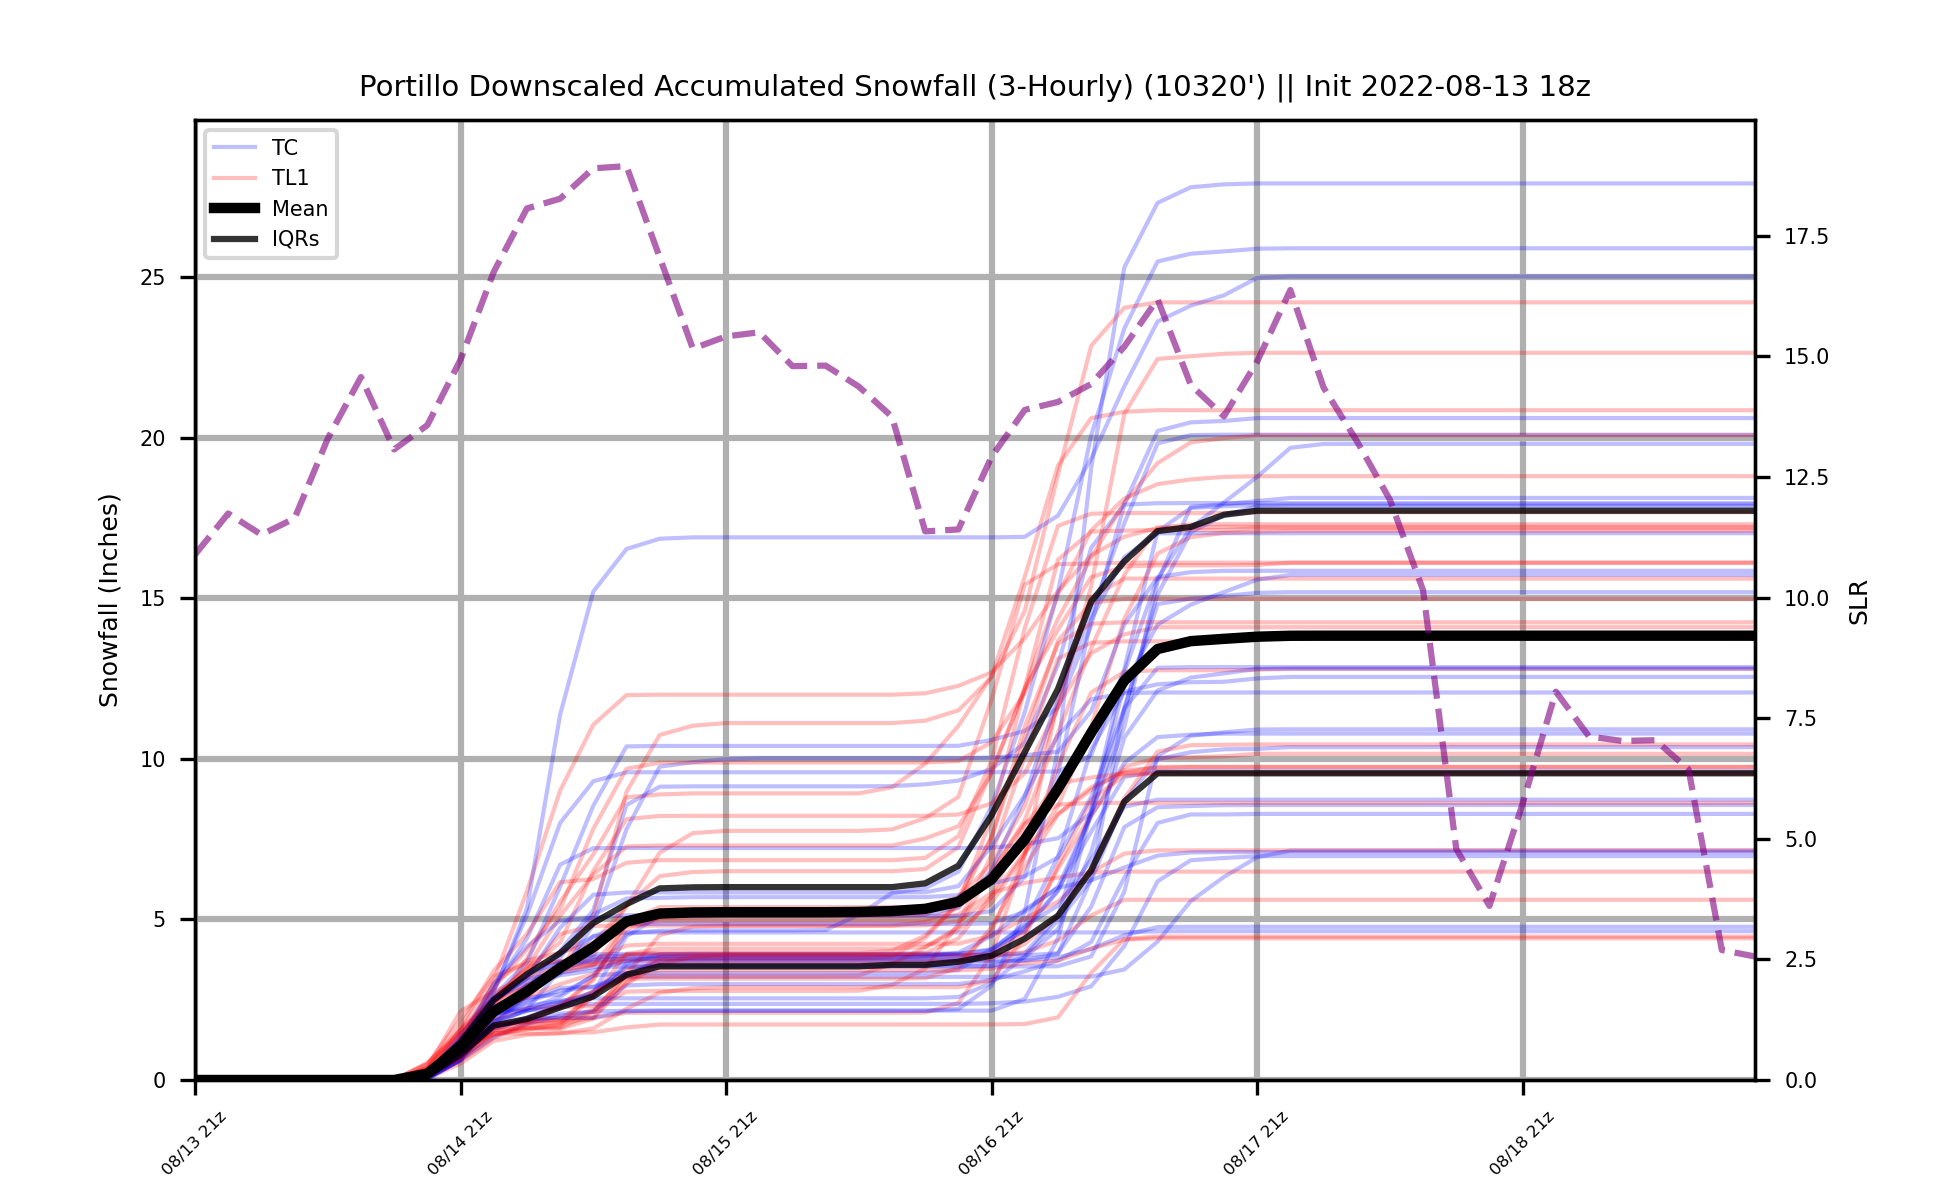 Portillo Downscaled Accumulated Snowfall (3-Hourly) (10320') || Init 2022-08-13 18z
TC
TL1
Mean
IQRs
Snowfall (Inches)
25
20
15
10
5
0
17.5
15.0
12.5
10.0
7.5
5.0
2.5
0.0
SLR
08/13 21z
08/14 21z
08/15 21z
08/16 21z
08/17 21z
08/18 21z